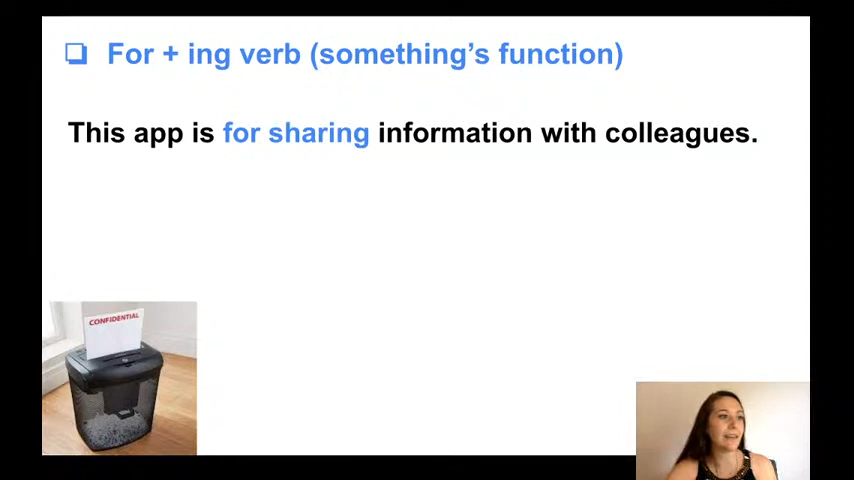 For + ing verb (something's function)
This app is for sharing information with colleagues.
CONFIDENTIAL